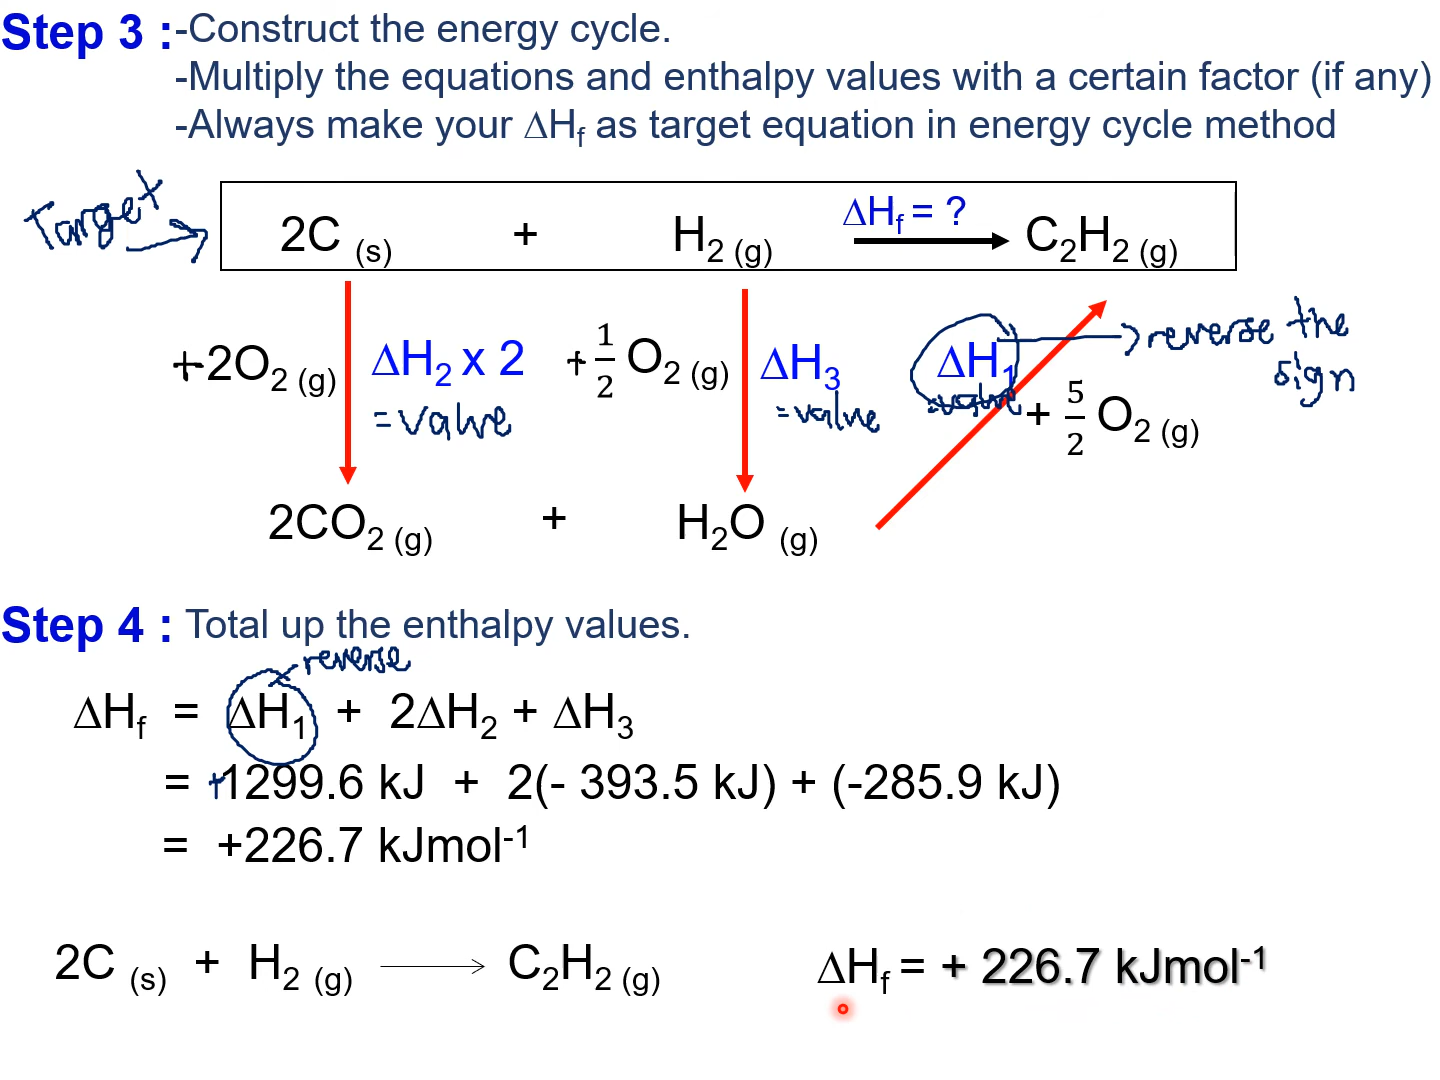 Step 3 : -Construct the energy cycle.
-Multiply the equations and enthalpy values with a certain factor (if any)
-Always make your ΔHf as target equation in energy cycle method
Target
2C (s) + H2 (g) ΔHf = ? C2H2 (g)
+2O2 (g) ΔH2 x 2 + 1/2 O2 (g) ΔH3 ΔH1 reverse the sign
= value = value = value + 5/2 O2 (g)
2CO2 (g) + H2O (g)
Step 4 : Total up the enthalpy values.
reverse
ΔHf = ΔH1 + 2ΔH2 + ΔH3
= +1299.6 kJ + 2(- 393.5 kJ) + (-285.9 kJ)
= +226.7 kJmol-1
2C (s) + H2 (g) ⟶ C2H2 (g) ΔHf = + 226.7 kJmol-1